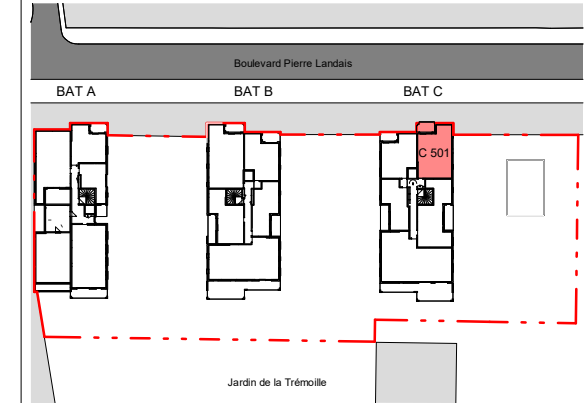 Boulevard Pierre Landais
BAT A BAT B BAT C
C 501
Jardin de la Trémoille